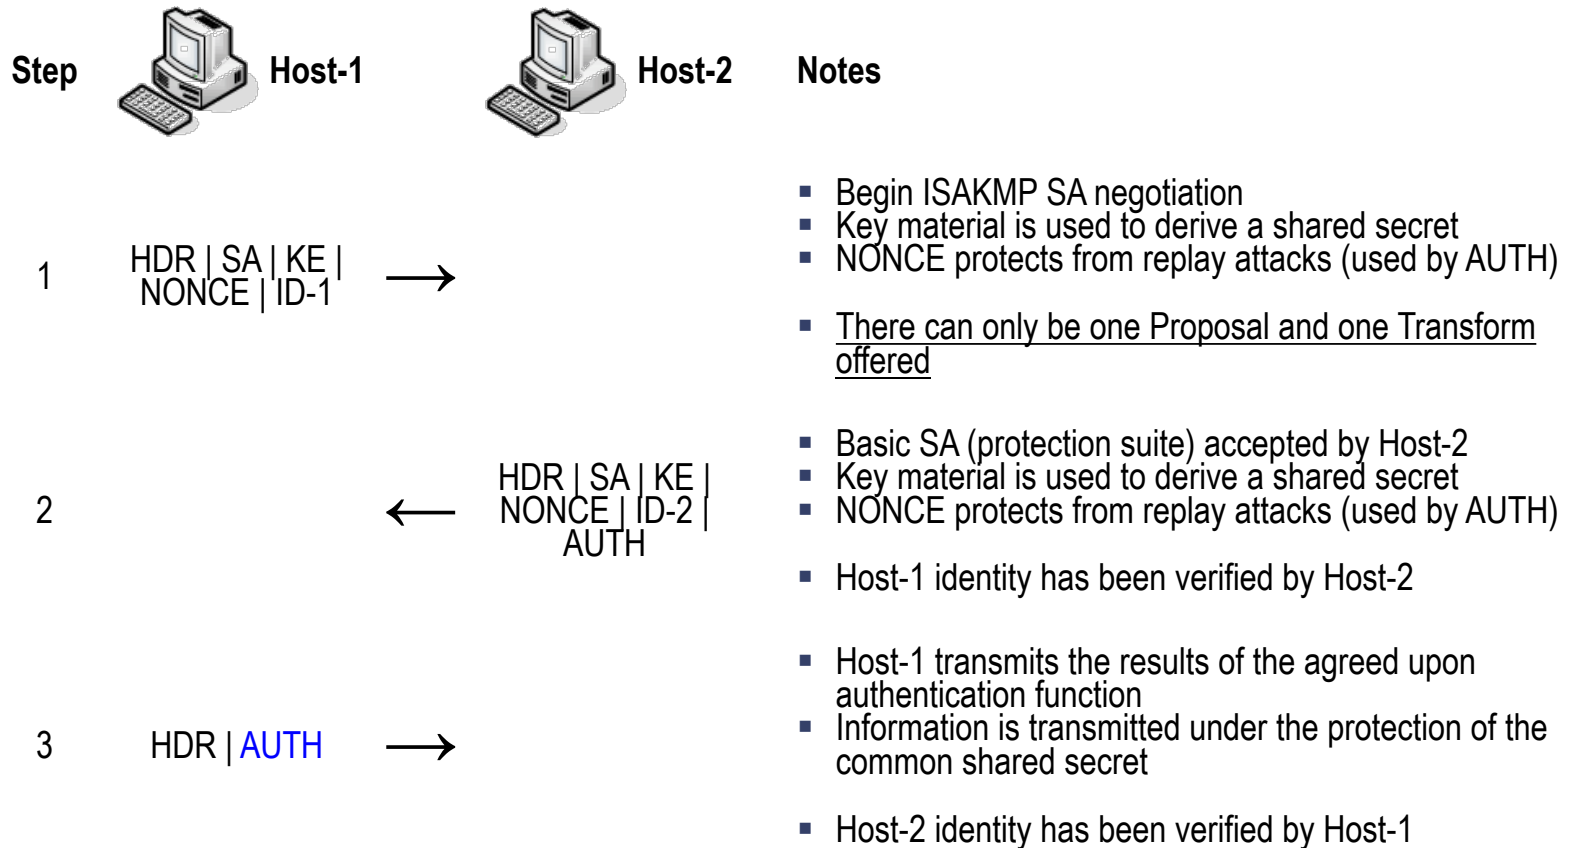 Step Host-1 Host-2 Notes
1
HDR | SA | KE |
NONCE | ID-1
→
▪ Begin ISAKMP SA negotiation
▪ Key material is used to derive a shared secret
▪ NONCE protects from replay attacks (used by AUTH)
▪ There can only be one Proposal and one Transform
offered
2
←
HDR | SA | KE |
NONCE | ID-2 |
AUTH
▪ Basic SA (protection suite) accepted by Host-2
▪ Key material is used to derive a shared secret
▪ NONCE protects from replay attacks (used by AUTH)
▪ Host-1 identity has been verified by Host-2
3
HDR | AUTH
→
▪ Host-1 transmits the results of the agreed upon
authentication function
▪ Information is transmitted under the protection of the
common shared secret
▪ Host-2 identity has been verified by Host-1